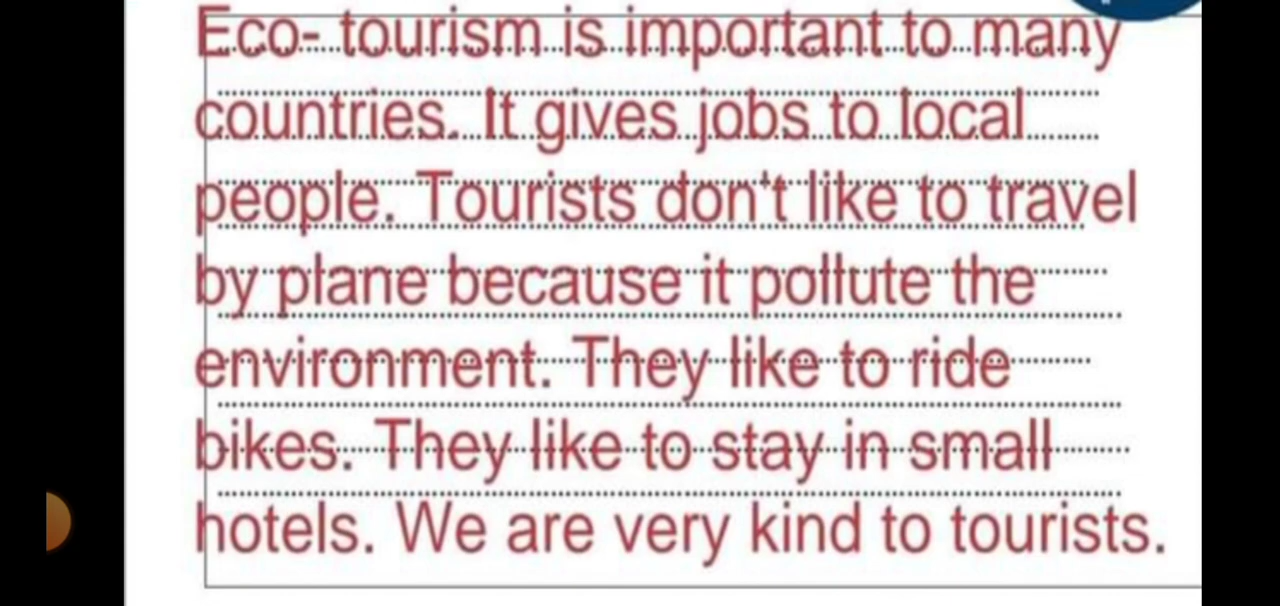 Eco- tourism is important to many
countries. It gives jobs to local
people. Tourists don't like to travel
by plane because it pollute the
environment. They like to ride
bikes. They like to stay in small
hotels. We are very kind to tourists.